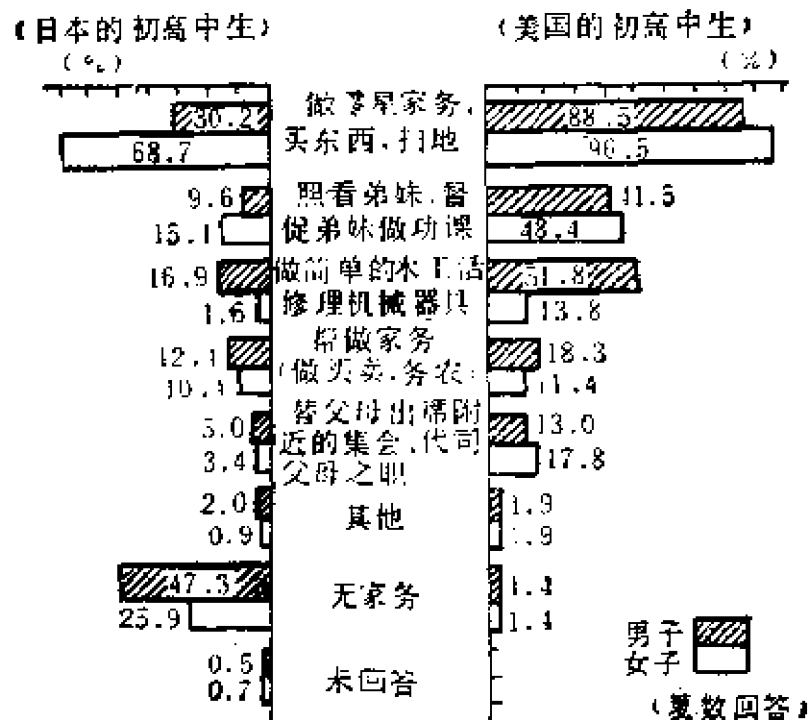 (日本的初高中生) (美国的初高中生)
(%) (%)
做零星家务,
买东西,扫地
30.2 88.5
68.7 96.5
照看弟妹,督
促弟妹做功课
9.6 41.5
15.1 48.4
做简单的木工活
修理机械器具
16.9 51.8
1.6 13.8
帮做家务
(做买卖,务农)
12.1 18.3
11.4
替父母出席附
近的集会,代司
父母之职
5.0 13.0
3.4 17.8
其他
2.0 1.9
0.9 1.9
无家务
47.3 1.4
25.9 1.4
未回答
0.5
0.7
男子
女子
(复数回答)